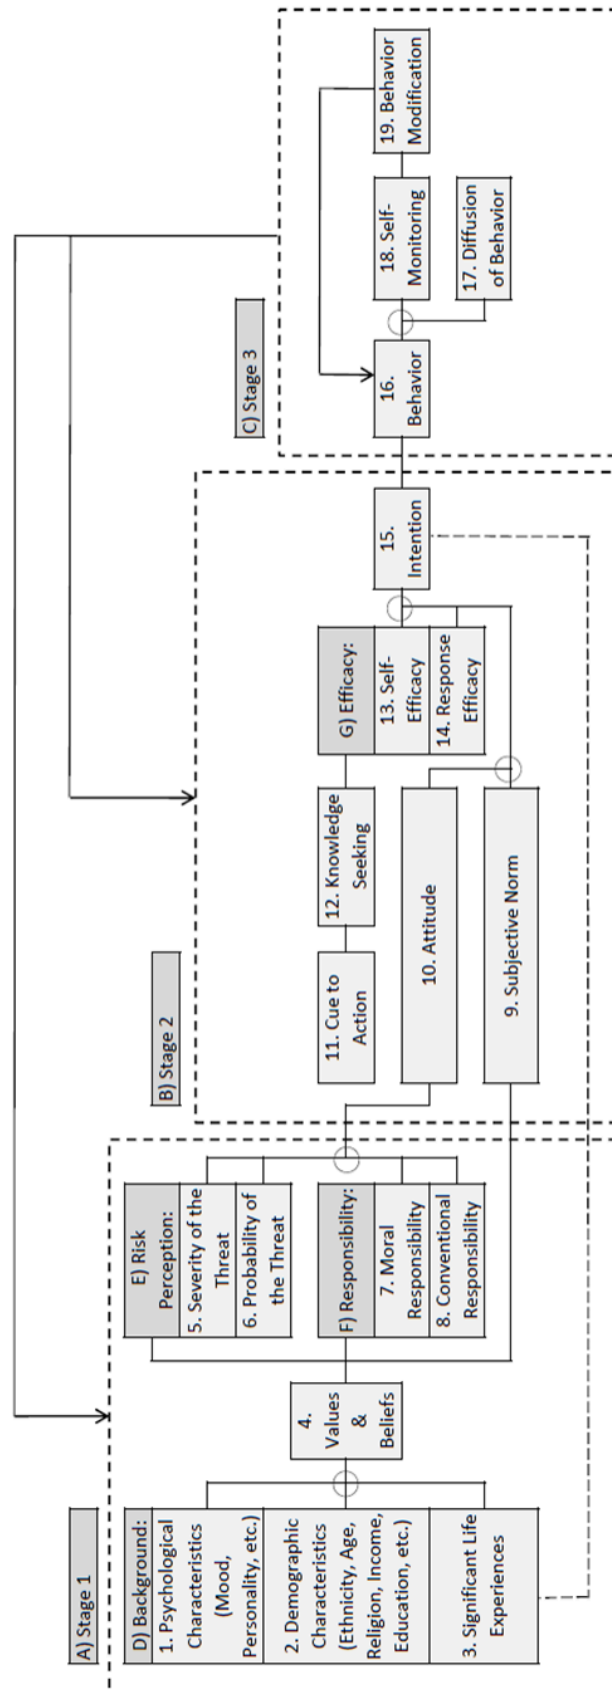 A) Stage 1
D) Background:
1. Psychological
Characteristics
(Mood,
Personality, etc.)
2. Demographic
Characteristics
(Ethnicity, Age,
Religion, Income,
Education, etc.)
3. Significant Life
Experiences
4.
Values
&
Beliefs
E) Risk
Perception:
5. Severity of the
Threat
6. Probability of
the Threat
F) Responsibility:
7. Moral
Responsibility
8. Conventional
Responsibility
B) Stage 2
11. Cue to
Action
12. Knowledge
Seeking
10. Attitude
9. Subjective Norm
G) Efficacy:
13. Self-
Efficacy
14. Response
Efficacy
15.
Intention
C) Stage 3
16.
Behavior
18. Self-
Monitoring
17. Diffusion
of Behavior
19. Behavior
Modification